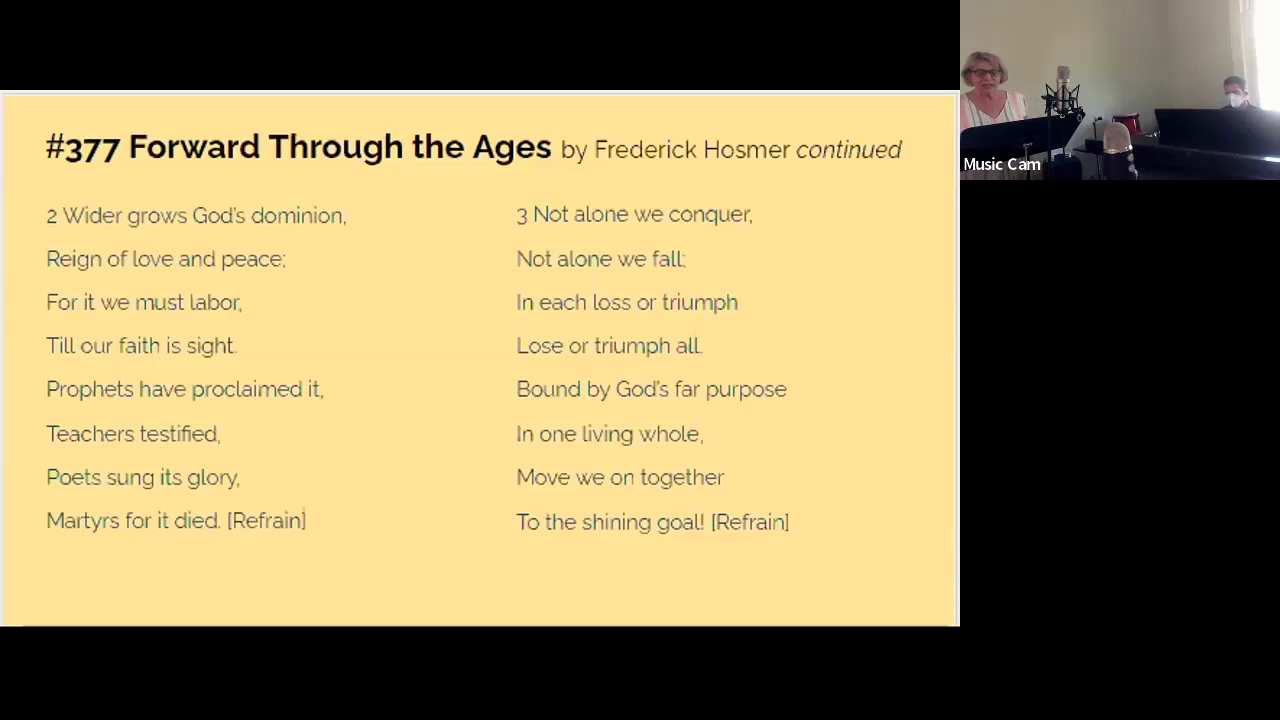 #377 Forward Through the Ages by Frederick Hosmer continued
2 Wider grows God's dominion,
Reign of love and peace;
For it we must labor,
Till our faith is sight.
Prophets have proclaimed it,
Teachers testified,
Poets sung its glory,
Martyrs for it died. [Refrain]
3 Not alone we conquer,
Not alone we fall;
In each loss or triumph
Lose or triumph all.
Bound by God's far purpose
In one living whole,
Move we on together
To the shining goal! [Refrain]
Music Cam